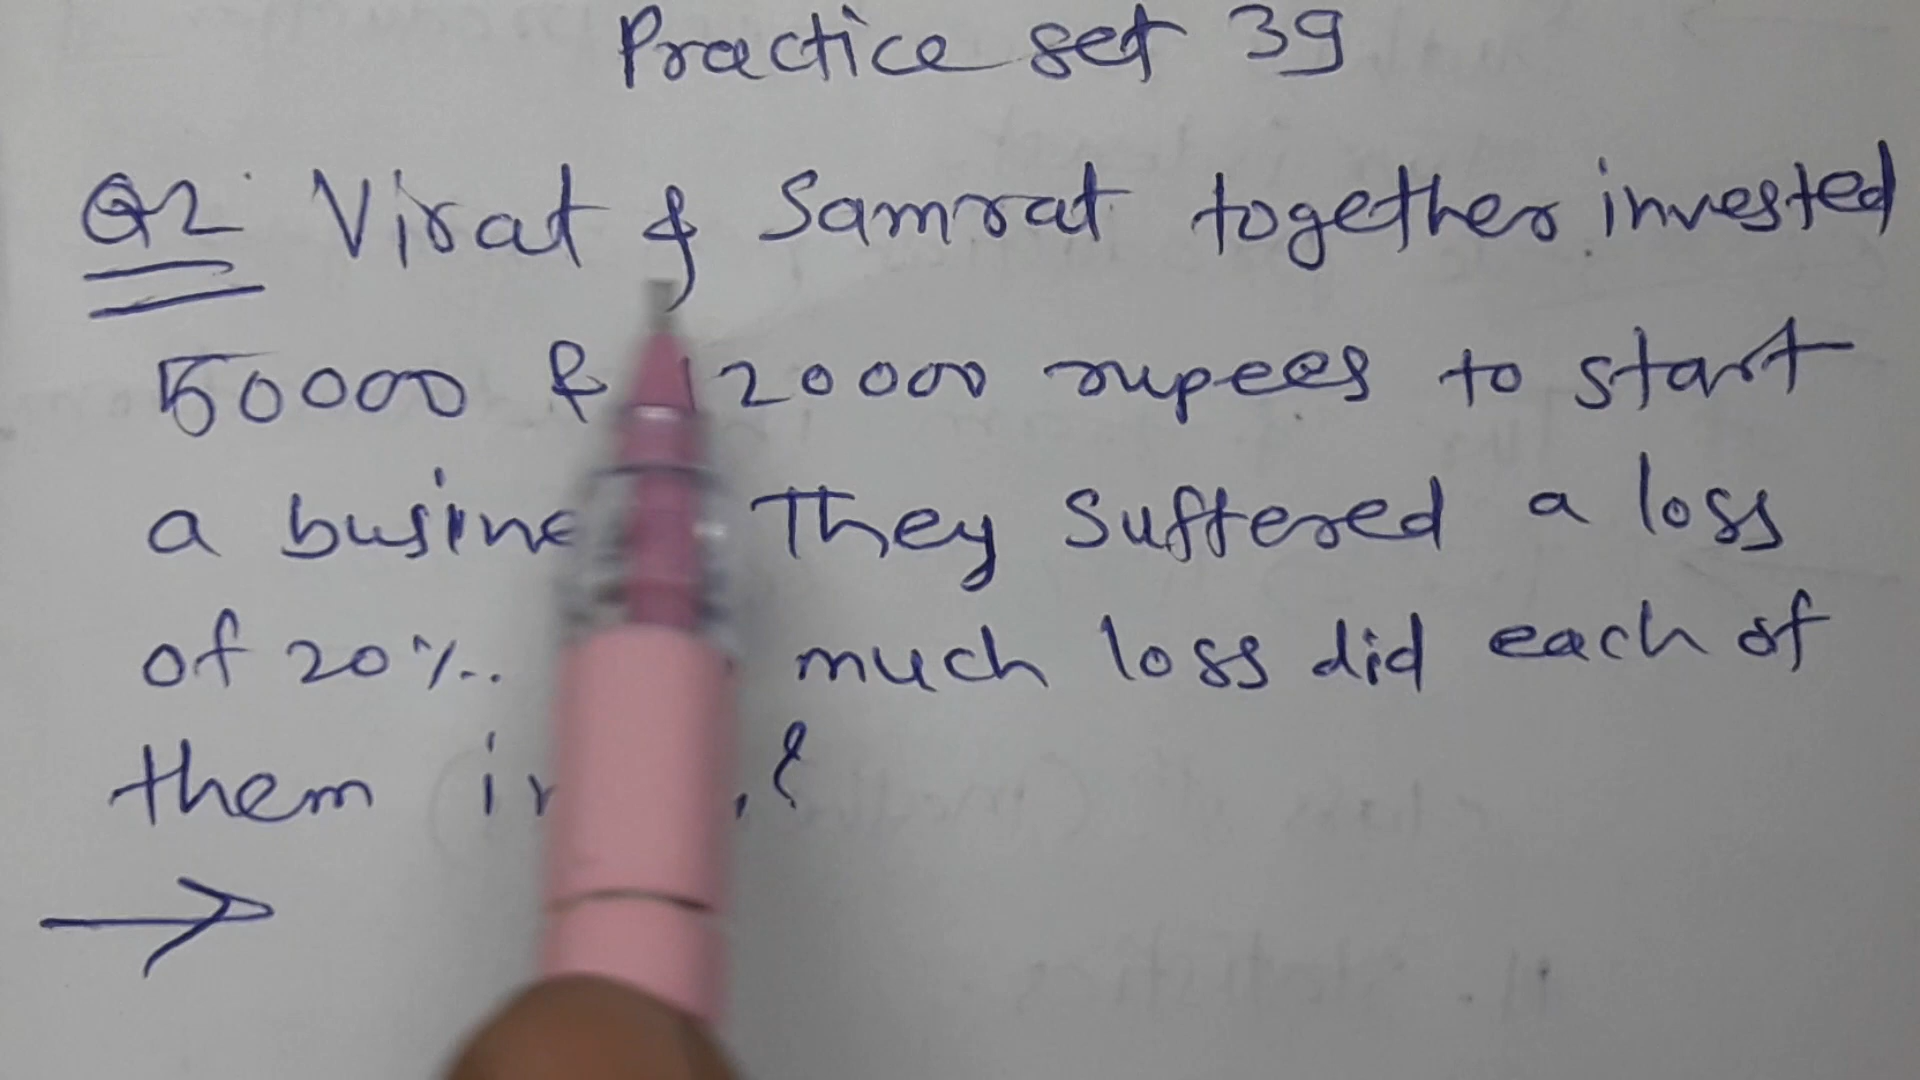 Practice set 39
Q2. Virat & Samrat together invested
50000 & 120000 rupees to start
a They suffered a loss
of 20%. much loss did each of
them ?